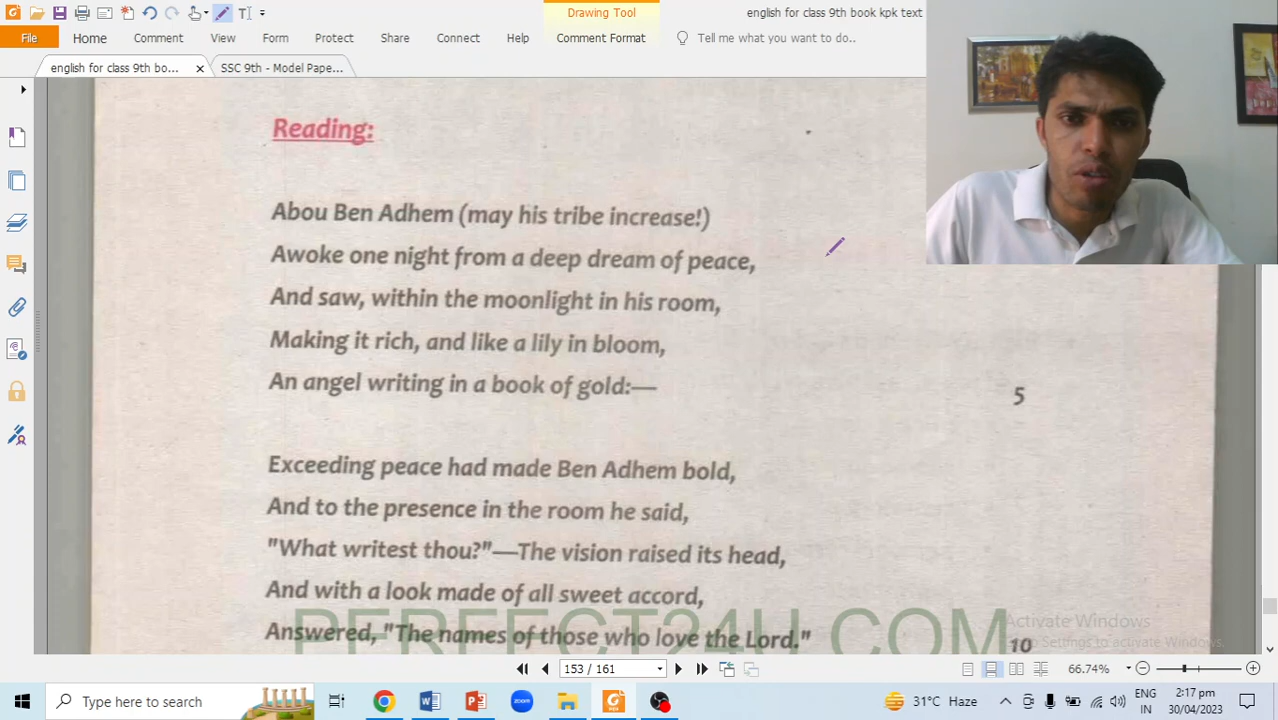 Drawing Tool
english for class 9th book kpk text
File Home Comment View Form Protect Share Connect Help Comment Format Tell me what you want to do..
english for class 9th bo... × SSC 9th - Model Pape...
Reading:
Abou Ben Adhem (may his tribe increase!)
Awoke one night from a deep dream of peace,
And saw, within the moonlight in his room,
Making it rich, and like a lily in bloom,
An angel writing in a book of gold:—
5
Exceeding peace had made Ben Adhem bold,
And to the presence in the room he said,
"What writest thou?"—The vision raised its head,
And with a look made of all sweet accord,
Answered, "The names of those who love the Lord."
10
PERFECT24U.COM
Activate Windows
Go to Settings to activate Windows.
153 / 161
66.74%
Type here to search
31°C Haze
ENG
IN
2:17 pm
30/04/2023